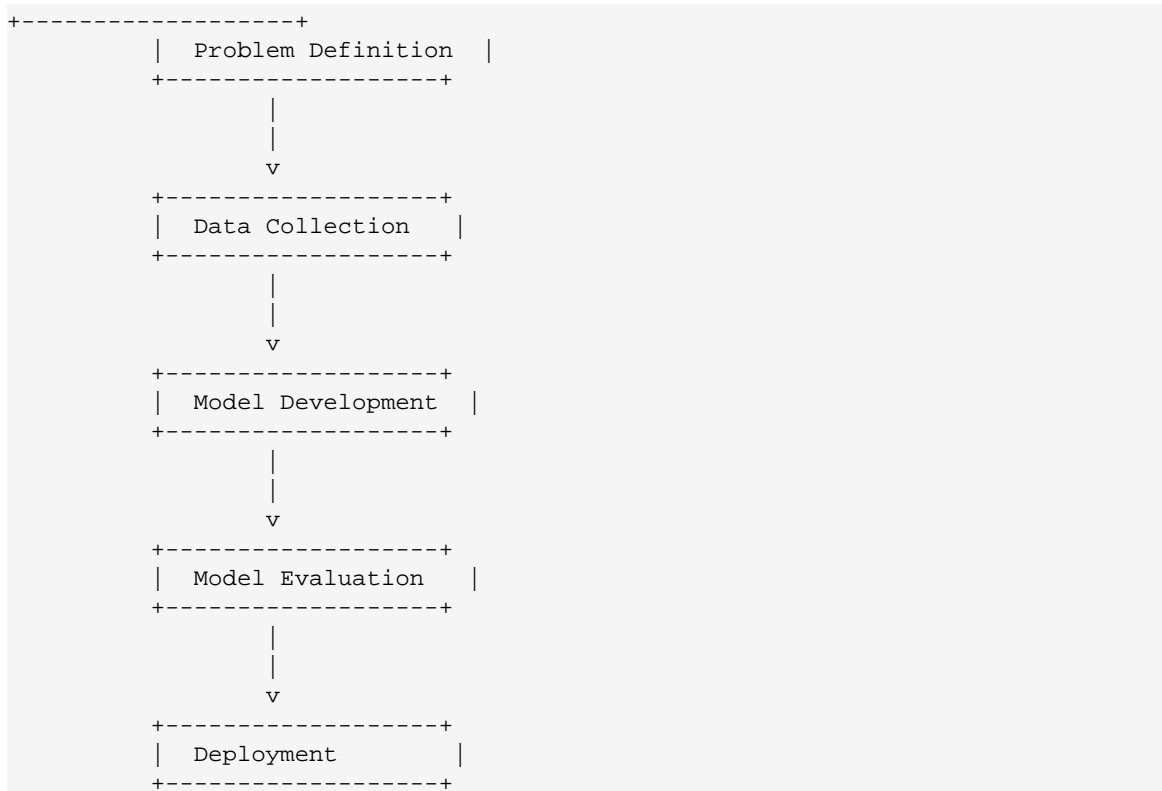 +-------------------+
          |  Problem Definition  |
          +-------------------+
                  |
                  |
                  v
          +-------------------+
          |  Data Collection   |
          +-------------------+
                  |
                  |
                  v
          +-------------------+
          |  Model Development  |
          +-------------------+
                  |
                  |
                  v
          +-------------------+
          |  Model Evaluation   |
          +-------------------+
                  |
                  |
                  v
          +-------------------+
          |  Deployment        |
          +-------------------+